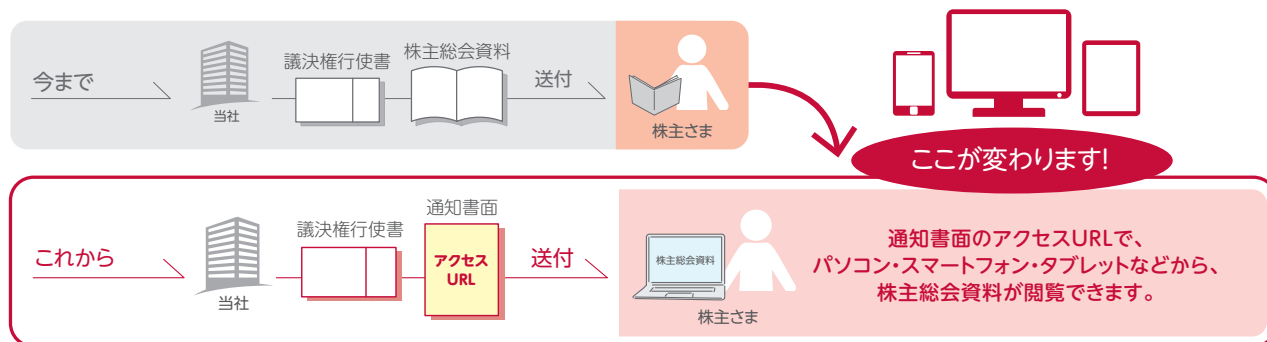 今まで
当社
議決権行使書
株主総会資料
送付
株主さま
ここが変わります!
これから
当社
議決権行使書
通知書面
アクセス
URL
送付
株主総会資料
株主さま
通知書面のアクセスURLで、
パソコン・スマートフォン・タブレットなどから、
株主総会資料が閲覧できます。